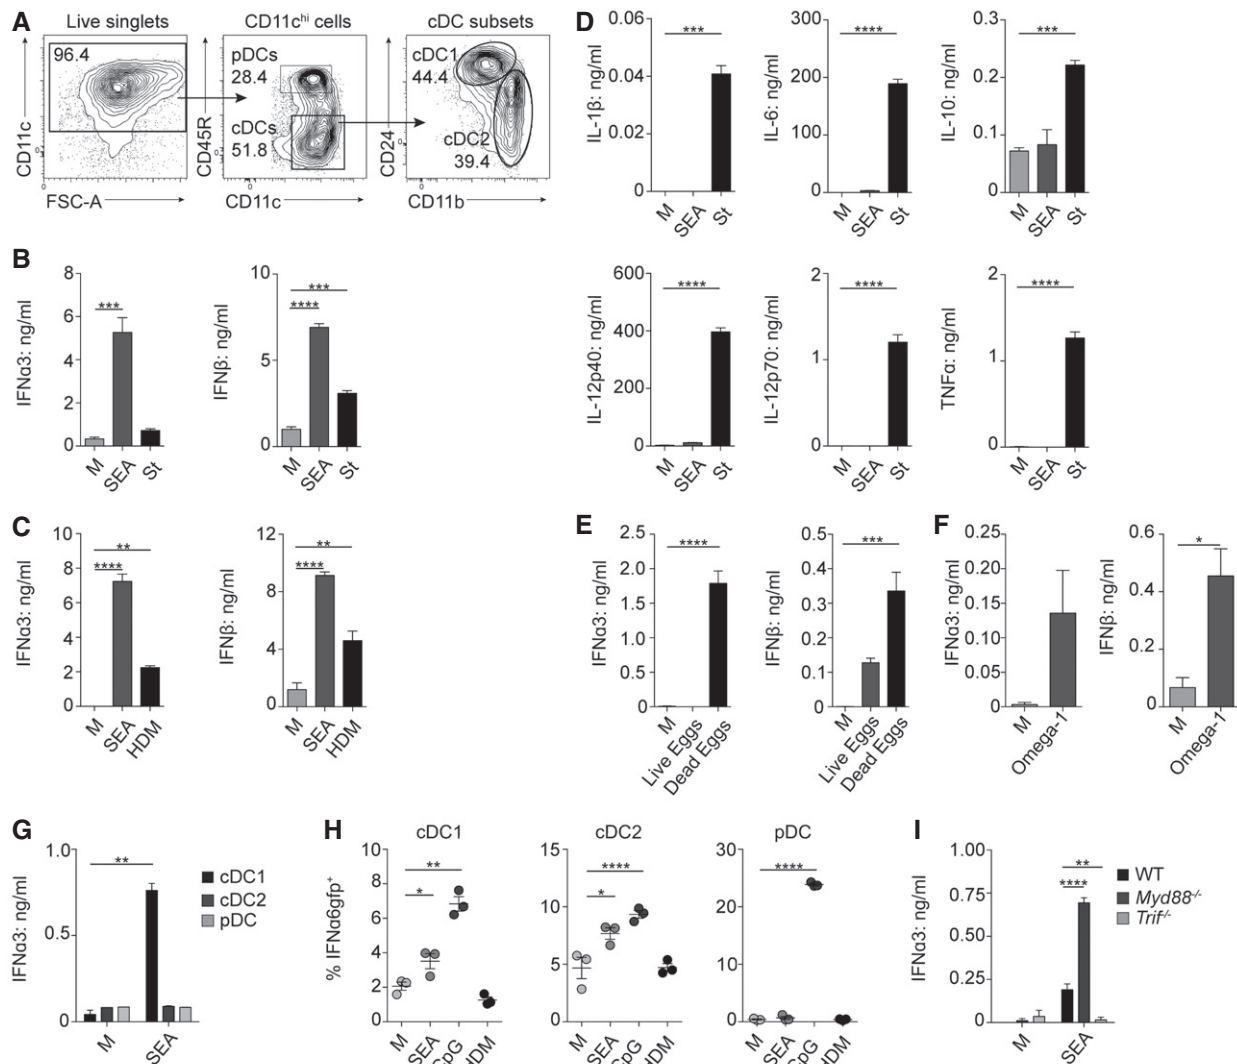 A
Live singlets
CD11chi cells
cDC subsets
96.4
pDCs
28.4
cDCs
51.8
cDC1
44.4
cDC2
39.4
CD11c
CD45R
CD24
FSC-A
CD11c
CD11b
B
IFNα3: ng/ml
8
6
4
2
0
***
M
SEA
St
IFNβ: ng/ml
10
5
0
***
****
M
SEA
St
C
IFNα3: ng/ml
10
8
6
4
2
0
**
****
M
SEA
HDM
IFNβ: ng/ml
12
8
4
0
**
****
M
SEA
HDM
D
IL-1β: ng/ml
0.06
0.04
0.02
0
***
M
SEA
St
IL-6: ng/ml
300
200
100
0
****
M
SEA
St
IL-10: ng/ml
0.3
0.2
0.1
0
***
M
SEA
St
IL-12p40: ng/ml
600
400
200
0
****
M
SEA
St
IL-12p70: ng/ml
2
1
0
****
M
SEA
St
TNFα: ng/ml
2
1
0
****
M
SEA
St
E
IFNα3: ng/ml
2.5
2.0
1.5
1.0
0.5
0
****
M
Live Eggs
Dead Eggs
IFNβ: ng/ml
0.5
0.4
0.3
0.2
0.1
0
***
M
Live Eggs
Dead Eggs
F
IFNα3: ng/ml
0.25
0.20
0.15
0.10
0.05
0
M
Omega-1
IFNβ: ng/ml
0.6
0.4
0.2
0
*
M
Omega-1
G
IFNα3: ng/ml
1.0
0.5
0
**
M
SEA
cDC1
cDC2
pDC
H
% IFNα6gfp+
cDC1
10
8
6
4
2
0
**
*
M
SEA
CpG
HDM
cDC2
15
10
5
0
****
*
M
SEA
CpG
HDM
pDC
30
20
10
0
****
M
SEA
CpG
HDM
I
IFNα3: ng/ml
1.00
0.75
0.50
0.25
0
**
****
M
SEA
WT
Myd88-/-
Trif-/-